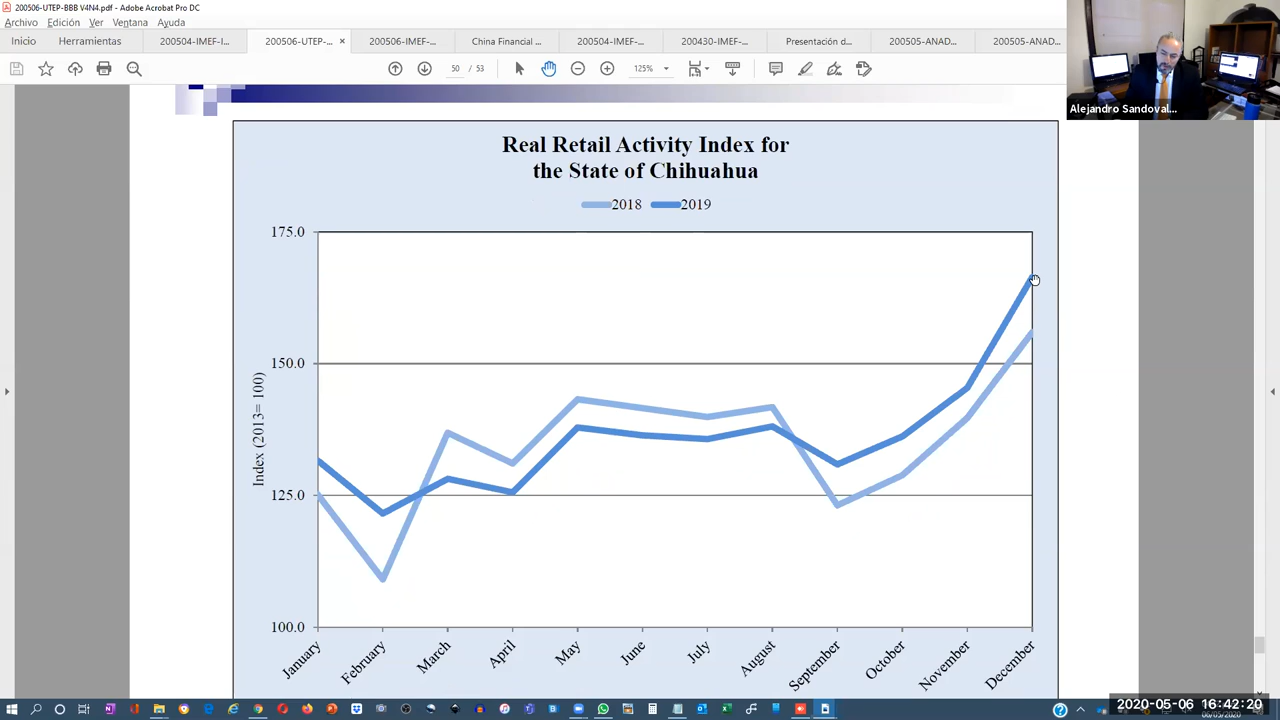 200506-UTEP-BBB V4N4.pdf - Adobe Acrobat Pro DC
Archivo Edición Ver Ventana Ayuda
Inicio Herramientas 200504-IMEF-I... 200506-UTEP-... × 200506-IMEF-... China Financial ... 200504-IMEF-... 200430-IMEF-... Presentación d... 200505-ANAD... 200505-ANAD...
50 / 53 125%
Alejandro Sandoval...
Real Retail Activity Index for
the State of Chihuahua
2018 2019
175.0
150.0
125.0
100.0
Index (2013= 100)
January February March April May June July August September October November December
2020-05-06 16:42:20
06/05/2020